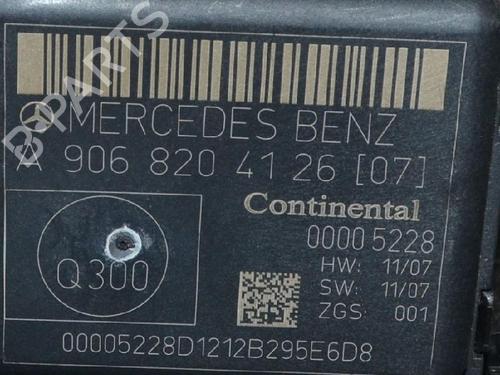 B-PARTS
MERCEDES BENZ
A 906 820 41 26 [07]
Continental
0000 5228
HW: 11/07
SW: 11/07
ZGS: 001
Q300
00005228D1212B295E6D8